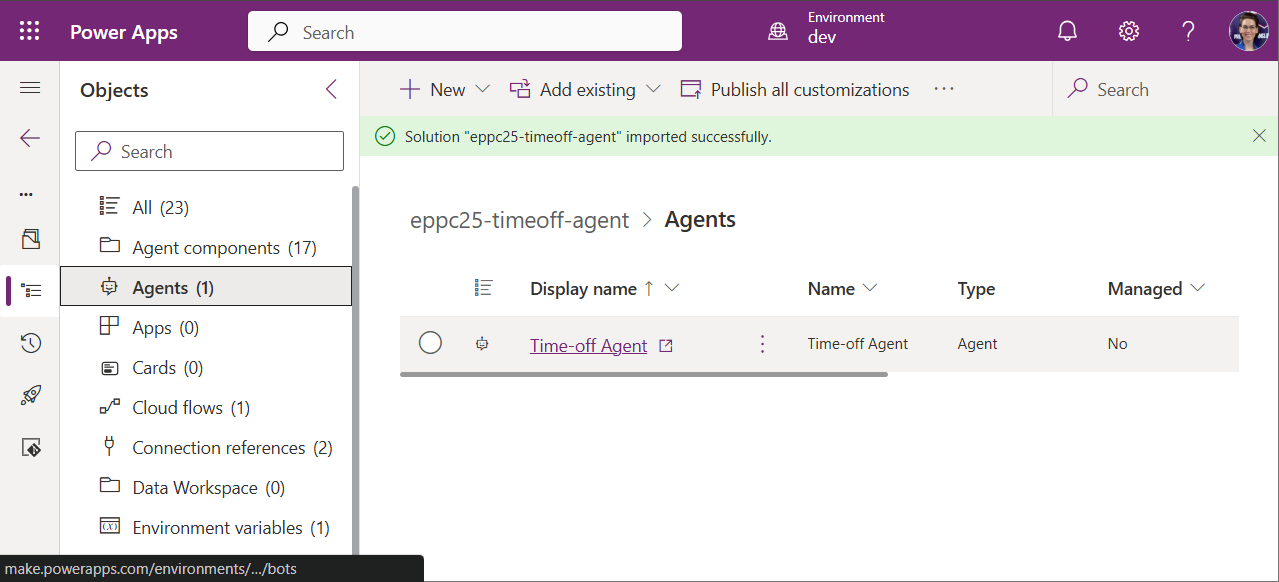 Power Apps
Search
Environment
dev
Objects
Search
All (23)
Agent components (17)
Agents (1)
Apps (0)
Cards (0)
Cloud flows (1)
Connection references (2)
Data Workspace (0)
Environment variables (1)
New
Add existing
Publish all customizations
Search
Solution "eppc25-timeoff-agent" imported successfully.
eppc25-timeoff-agent > Agents
Display name ↑ Name Type Managed
Time-off Agent Time-off Agent Agent No
make.powerapps.com/environments/.../bots